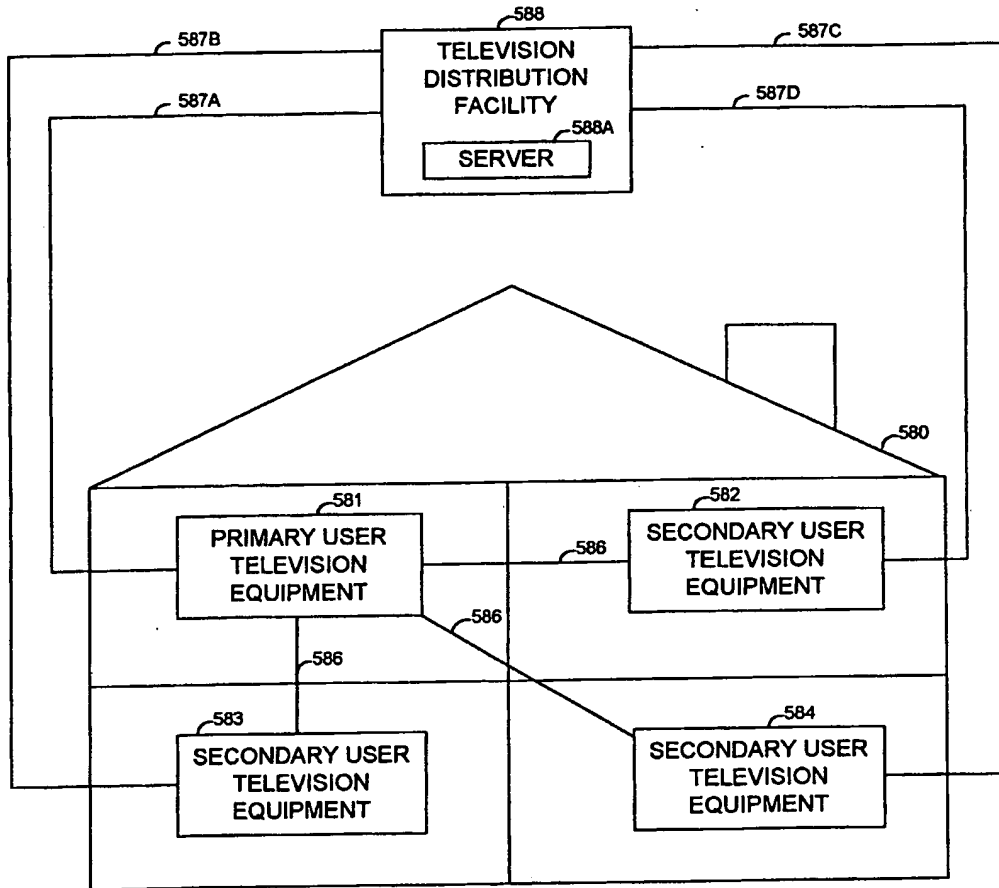 588
587B
587C
TELEVISION
DISTRIBUTION
FACILITY
587A
587D
588A
SERVER
580
581
582
PRIMARY USER
TELEVISION
EQUIPMENT
586
SECONDARY USER
TELEVISION
EQUIPMENT
586
586
583
584
SECONDARY USER
TELEVISION
EQUIPMENT
SECONDARY USER
TELEVISION
EQUIPMENT